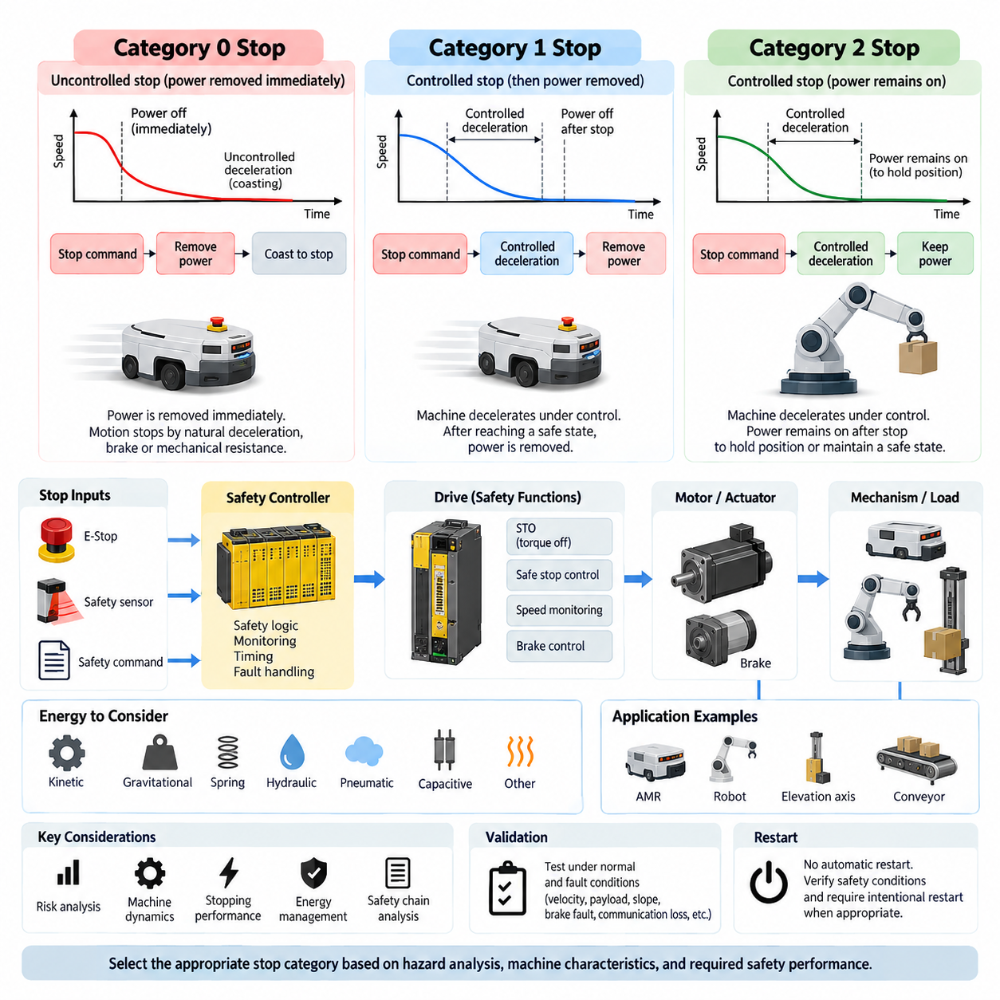 Category 0 Stop
Uncontrolled stop (power removed immediately)
Power off
(immediately)
Speed
Uncontrolled
deceleration
(coasting)
Time
Stop command
Remove
power
Coast to stop
Power is removed immediately.
Motion stops by natural deceleration,
brake or mechanical resistance.
Category 1 Stop
Controlled stop (then power removed)
Controlled
deceleration
Power off
after stop
Speed
Time
Stop command
Controlled
deceleration
Remove
power
Machine decelerates under control.
After reaching a safe state,
power is removed.
Category 2 Stop
Controlled stop (power remains on)
Controlled
deceleration
Speed
Power remains on
(to hold position)
Time
Stop command
Controlled
deceleration
Keep
power
Machine decelerates under control.
Power remains on after stop
to hold position or maintain a safe state.
Stop Inputs
E-Stop
Safety sensor
Safety command
Safety Controller
Safety logic
Monitoring
Timing
Fault handling
Drive (Safety Functions)
STO
(torque off)
Safe stop control
Speed monitoring
Brake control
Motor / Actuator
Brake
Mechanism / Load
Energy to Consider
Kinetic
Gravitational
Spring
Hydraulic
Pneumatic
Capacitive
Other
Application Examples
AMR
Robot
Elevation axis
Conveyor
Key Considerations
Risk analysis
Machine
dynamics
Stopping
performance
Energy
management
Safety chain
analysis
Validation
Test under normal
and fault conditions
(velocity, payload, slope,
brake fault, communication loss, etc.)
Restart
No automatic restart.
Verify safety conditions
and require intentional restart
when appropriate.
Select the appropriate stop category based on hazard analysis, machine characteristics, and required safety performance.